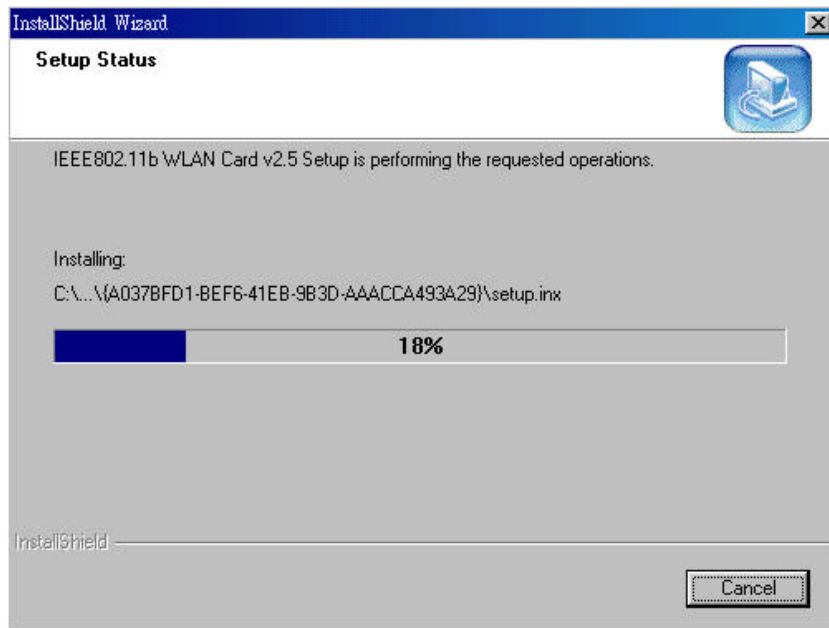 InstallShield Wizard
Setup Status
IEEE802.11b WLAN Card v2.5 Setup is performing the requested operations.
Installing:
C:\...\{A037BFD1-BEF6-41EB-9B3D-AAACCA493A29}\setup.inx
18%
InstallShield
Cancel